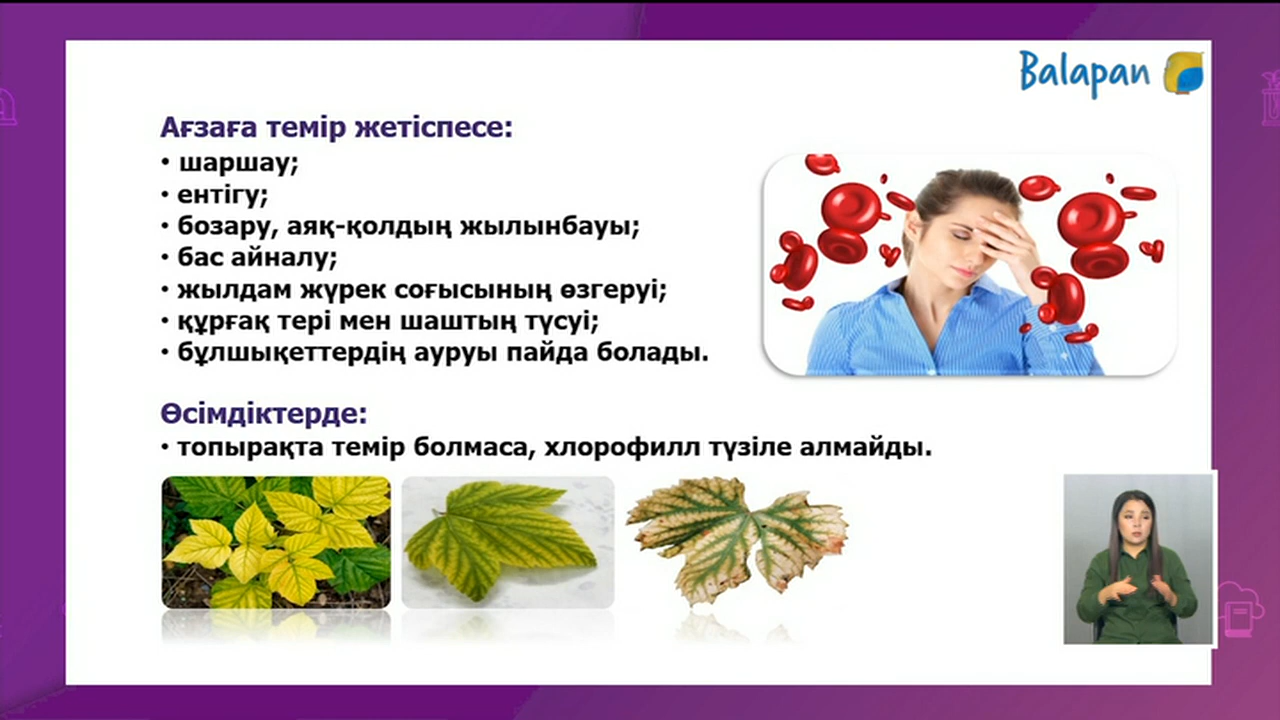 Balapan
Ағзаға темір жетіспесе:
• шаршау;
• ентігу;
• бозару, аяқ-қолдың жылынбауы;
• бас айналу;
• жылдам жүрек соғысының өзгеруі;
• құрғақ тері мен шаштың түсуі;
• бұлшықеттердің ауруы пайда болады.
Өсімдіктерде:
• топырақта темір болмаса, хлорофилл түзіле алмайды.